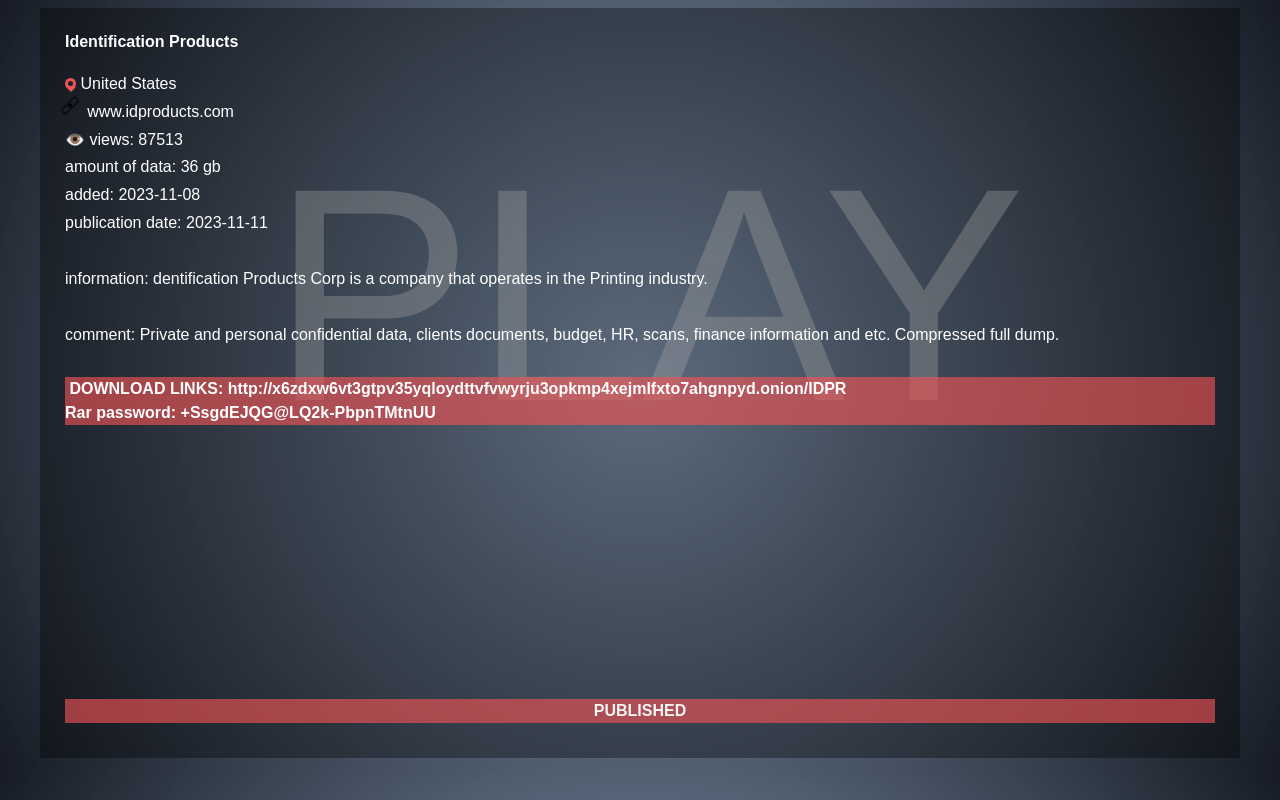 Identification Products
United States
www.idproducts.com
views: 87513
amount of data: 36 gb
added: 2023-11-08
publication date: 2023-11-11
PLAY
information: dentification Products Corp is a company that operates in the Printing industry.
comment: Private and personal confidential data, clients documents, budget, HR, scans, finance information and etc. Compressed full dump.
DOWNLOAD LINKS: http://x6zdxw6vt3gtpv35yqloydttvfvwyrju3opkmp4xejmlfxto7ahgnpyd.onion/IDPR
Rar password: +SsgdEJQG@LQ2k-PbpnTMtnUU
PUBLISHED